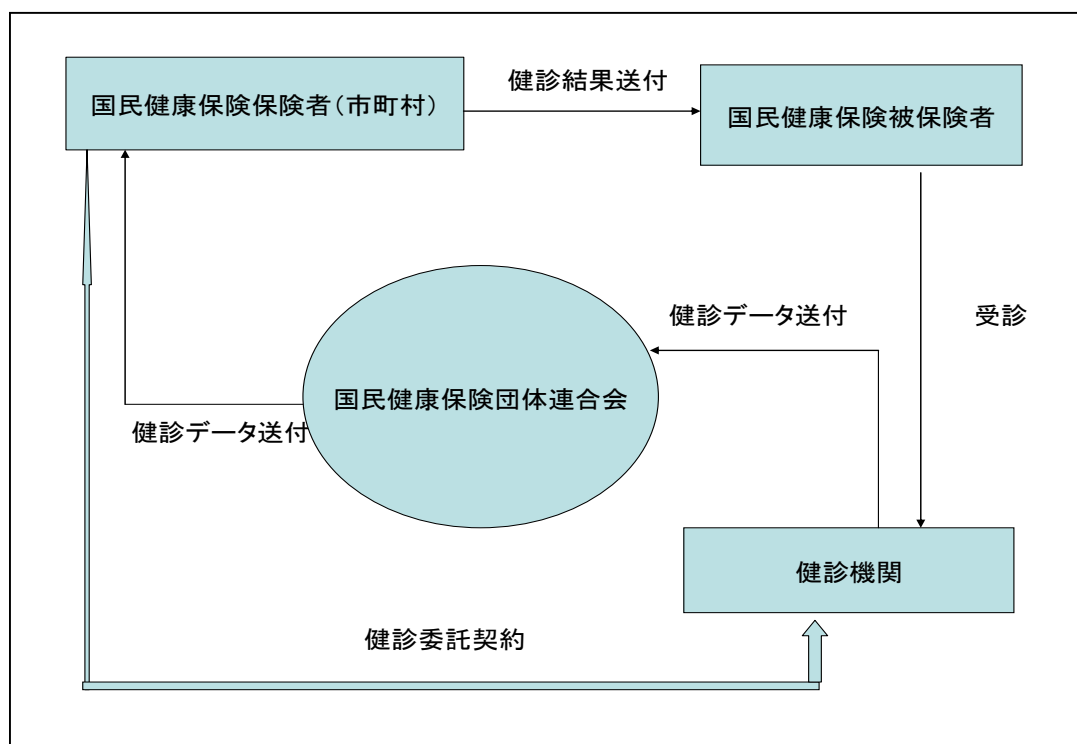 健診結果送付
国民健康保険保険者(市町村)
国民健康保険被保険者
健診データ送付
受診
国民健康保険団体連合会
健診データ送付
健診機関
健診委託契約